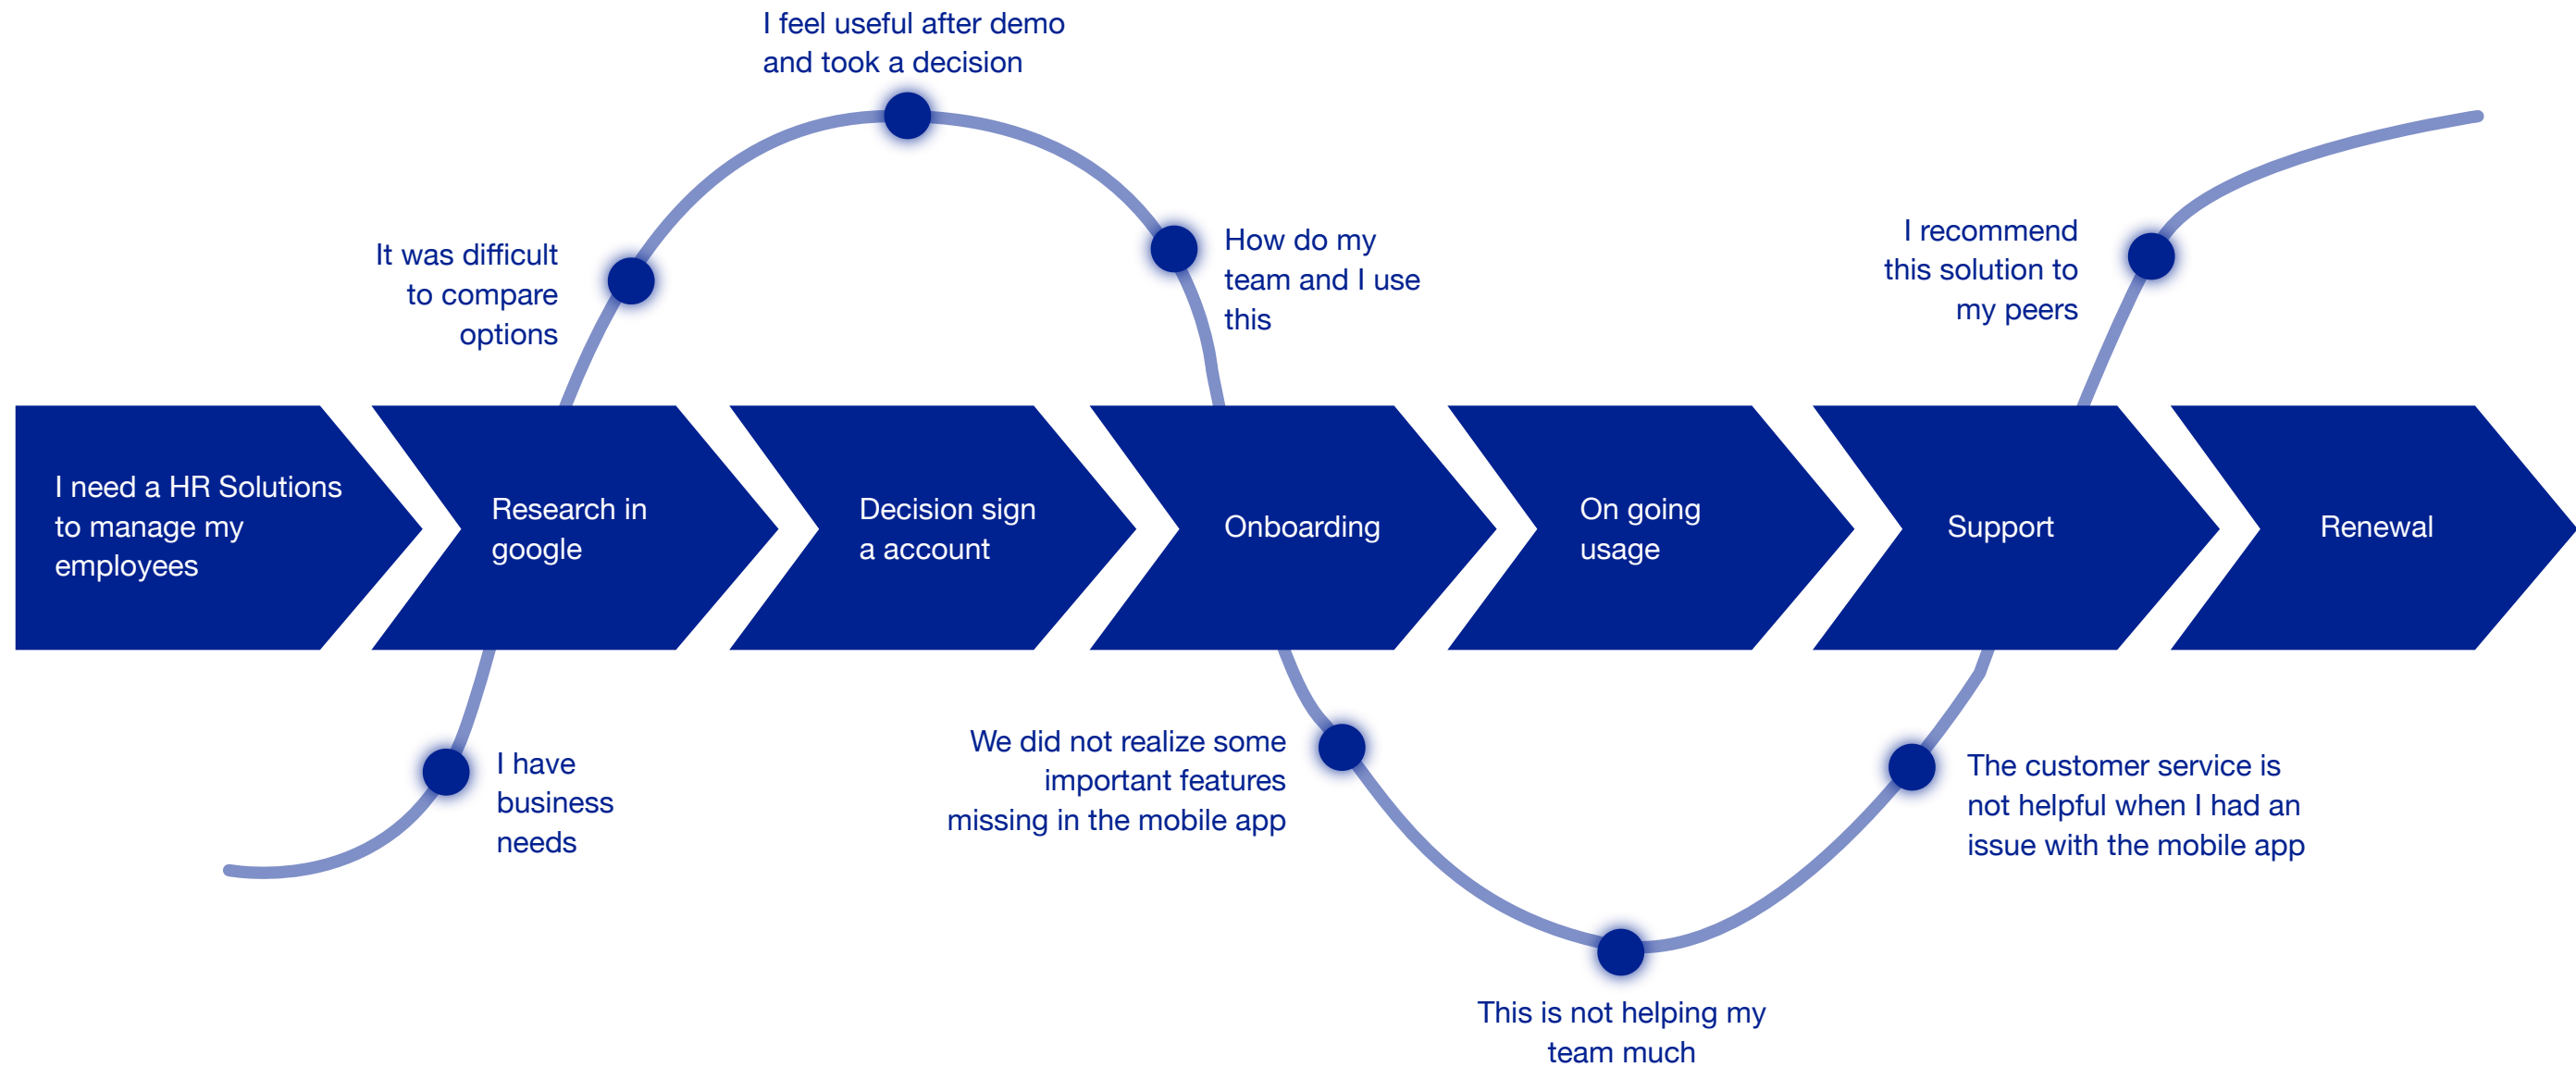 I feel useful after demo
and took a decision
It was difficult
to compare
options
How do my
team and I use
this
I recommend
this solution to
my peers
I need a HR Solutions
to manage my
employees
Research in
google
Decision sign
a account
Onboarding
On going
usage
Support
Renewal
I have
business
needs
We did not realize some
important features
missing in the mobile app
The customer service is
not helpful when I had an
issue with the mobile app
This is not helping my
team much